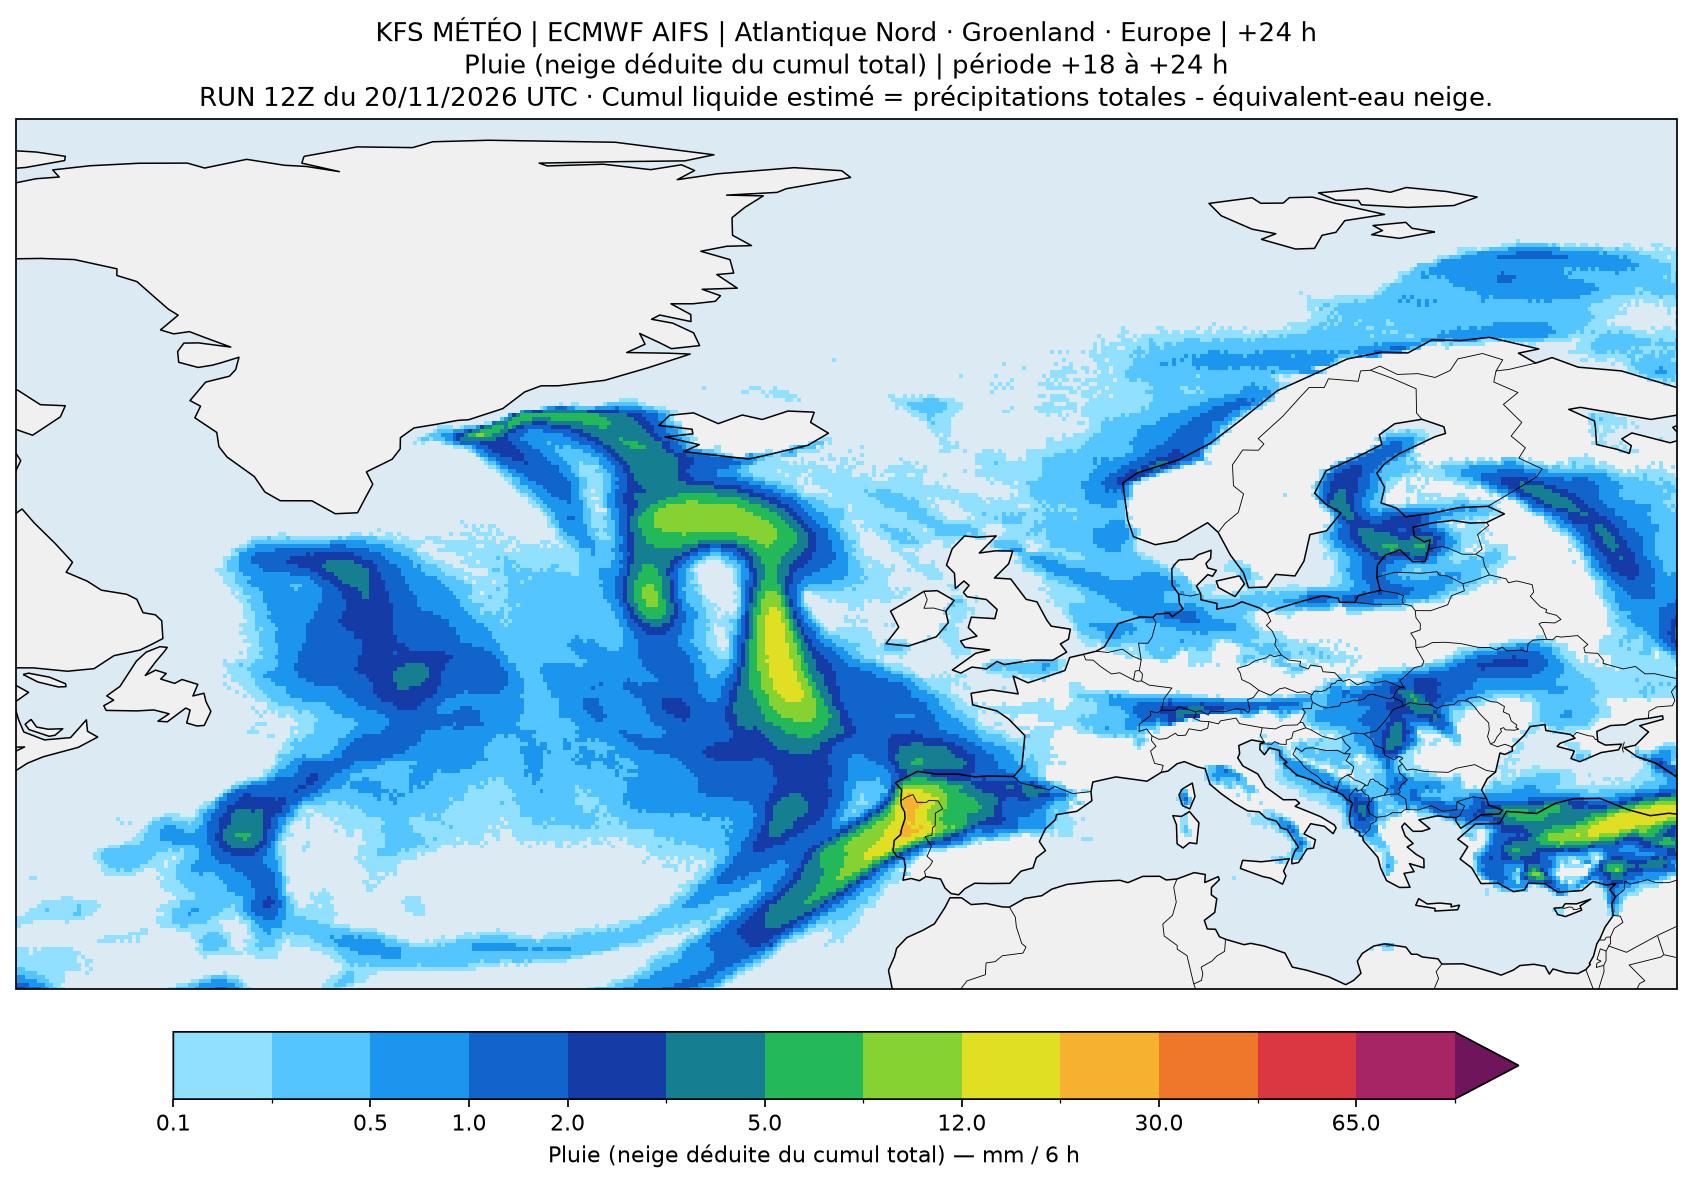 KFS MÉTÉO | ECMWF AIFS | Atlantique Nord · Groenland · Europe | +24 h
Pluie (neige déduite du cumul total) | période +18 à +24 h
RUN 12Z du 20/11/2026 UTC · Cumul liquide estimé = précipitations totales - équivalent-eau neige.
0.1 0.5 1.0 2.0 5.0 12.0 30.0 65.0
Pluie (neige déduite du cumul total) — mm / 6 h